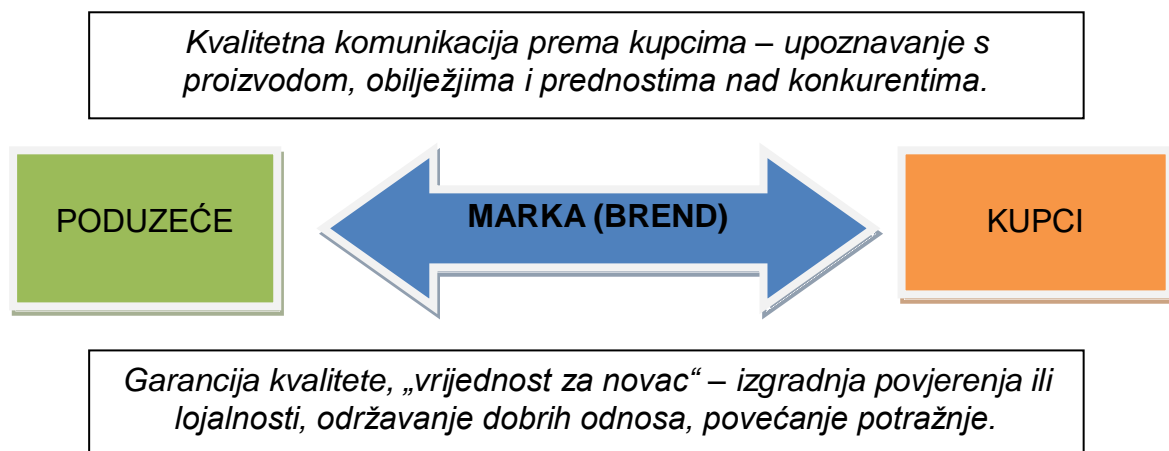 Kvalitetna komunikacija prema kupcima – upoznavanje s
proizvodom, obilježjima i prednostima nad konkurentima.
PODUZEĆE
MARKA (BREND)
KUPCI
Garancija kvalitete, „vrijednost za novac“ – izgradnja povjerenja ili
lojalnosti, održavanje dobrih odnosa, povećanje potražnje.